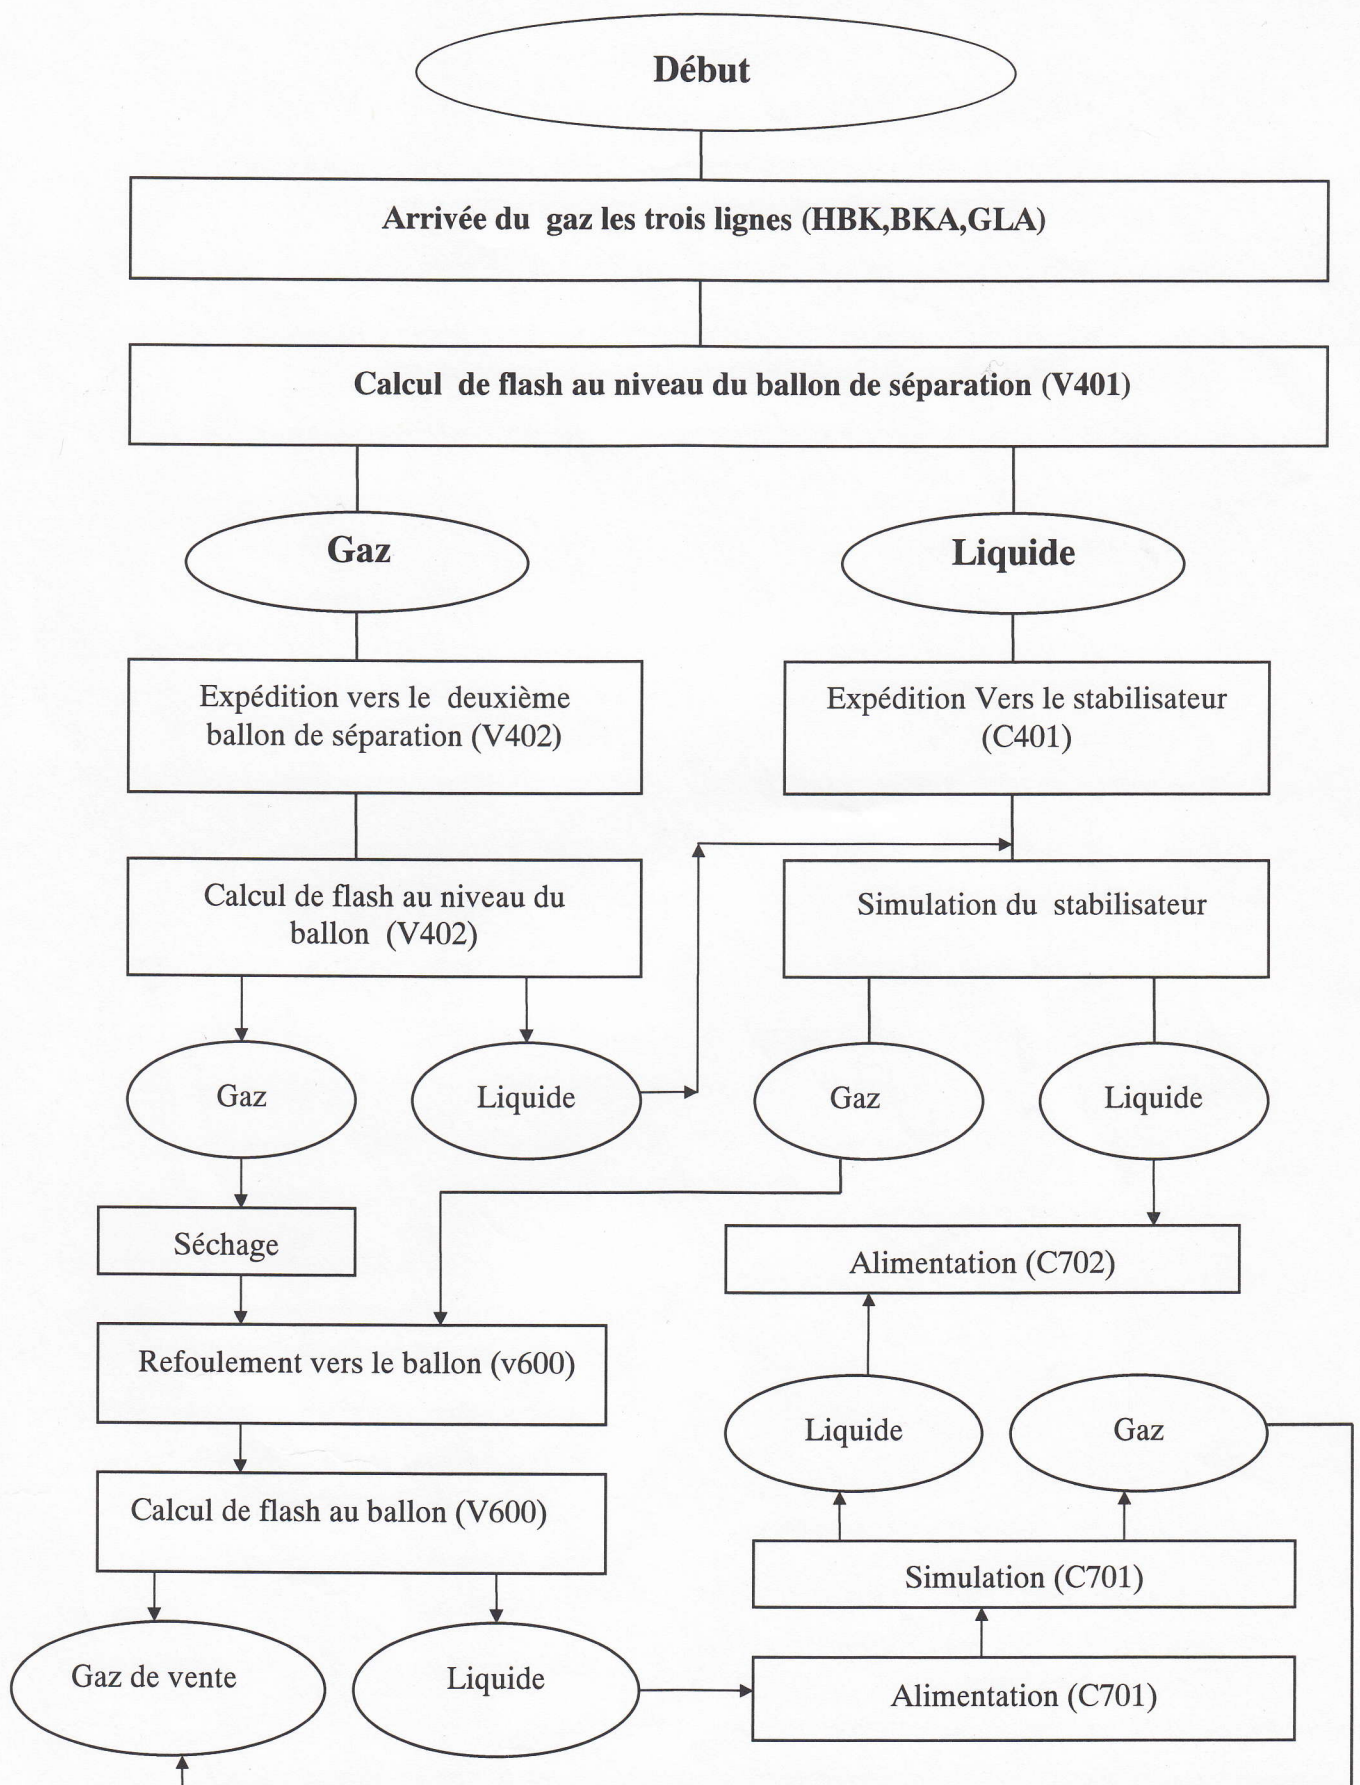 Début
Arrivée du gaz les trois lignes (HBK,BKA,GLA)
Calcul de flash au niveau du ballon de séparation (V401)
Gaz
Liquide
Expédition vers le deuxième
ballon de séparation (V402)
Expédition Vers le stabilisateur
(C401)
Calcul de flash au niveau du
ballon (V402)
Simulation du stabilisateur
Gaz
Liquide
Gaz
Liquide
Séchage
Alimentation (C702)
Refoulement vers le ballon (v600)
Liquide
Gaz
Calcul de flash au ballon (V600)
Simulation (C701)
Gaz de vente
Liquide
Alimentation (C701)